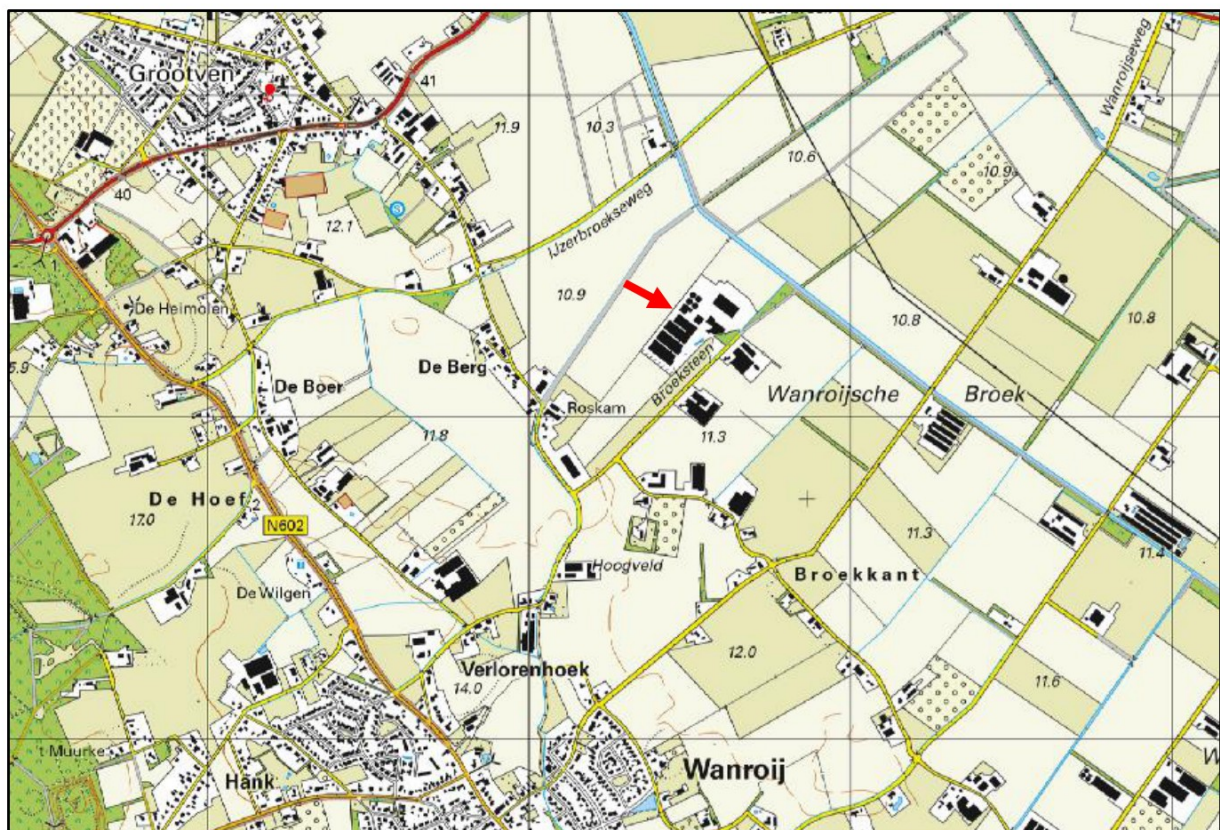 Grootven
41
40
1
11.9
10.3
10.6
10.9
Wanroijseweg
12.1
IJzerbroekseweg
10.9
10.8
10.8
De Heimolen
De Boer
De Berg
Roskam
Broeksteen
Wanroijsche Broek
11.8
11.3
De Hoef
2
17.0
N602
11.3
11.4
Hoogveld
Broekkant
De Wilgen
Verlorenhoek
14.0
12.0
11.6
't Muurke
Hank
Wanroij
W